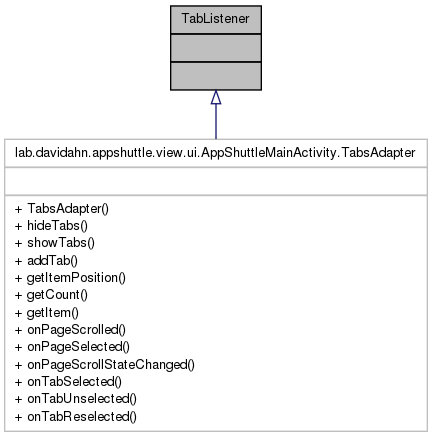 TabListener
lab.davidahn.appshuttle.view.ui.AppShuttleMainActivity.TabsAdapter
+ TabsAdapter()
+ hideTabs()
+ showTabs()
+ addTab()
+ getItemPosition()
+ getCount()
+ getItem()
+ onPageScrolled()
+ onPageSelected()
+ onPageScrollStateChanged()
+ onTabSelected()
+ onTabUnselected()
+ onTabReselected()